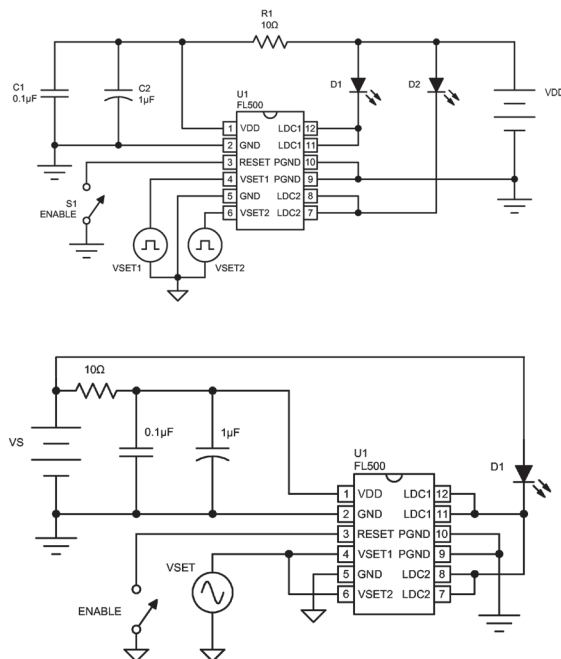 R1
10Ω
C1
0.1µF
C2
1µF
D1
D2
VDD
U1
FL500
1 VDD LDC1 12
2 GND LDC1 11
3 RESET PGND 10
4 VSET1 PGND 9
5 GND LDC2 8
6 VSET2 LDC2 7
S1
ENABLE
VSET1
VSET2
10Ω
VS
0.1µF
1µF
U1
FL500
D1
1 VDD LDC1 12
2 GND LDC1 11
3 RESET PGND 10
4 VSET1 PGND 9
5 GND LDC2 8
6 VSET2 LDC2 7
VSET
ENABLE